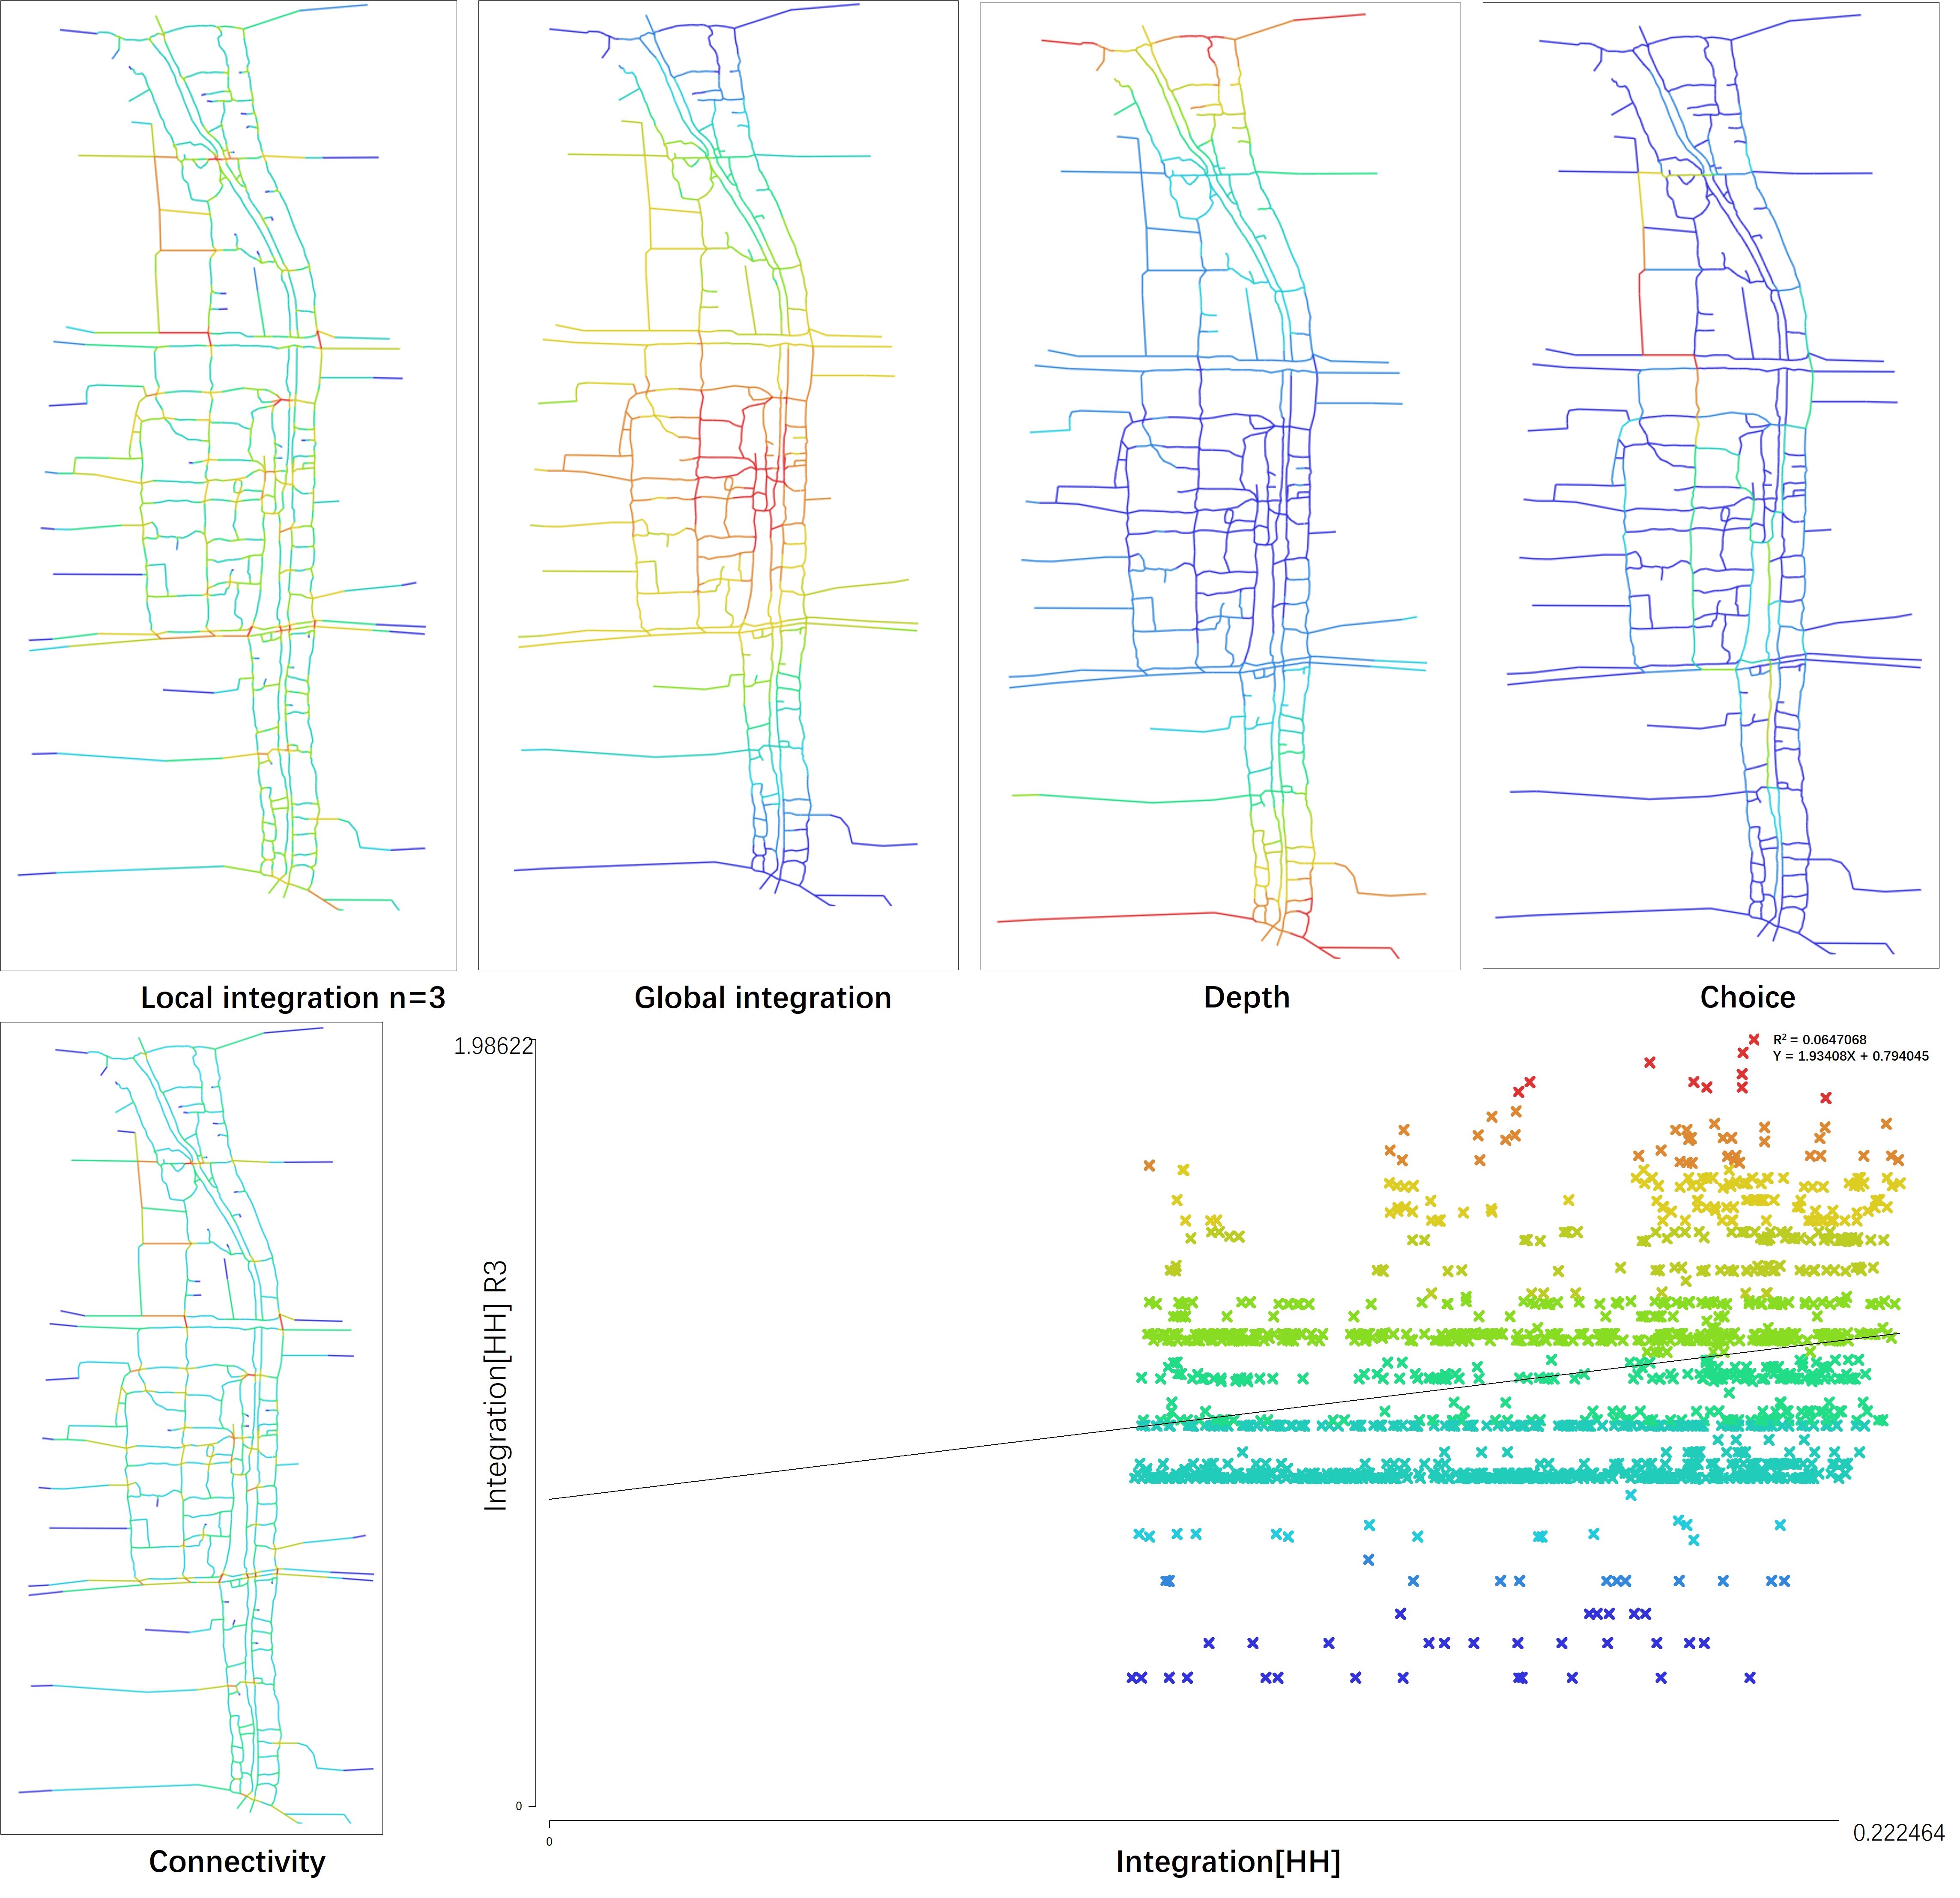 Local integration n=3
Global integration
Depth
Choice
1.98622
R² = 0.0647068
Y = 1.93408X + 0.794045
Integration[HH] R3
0
0
0.222464
Connectivity
Integration[HH]